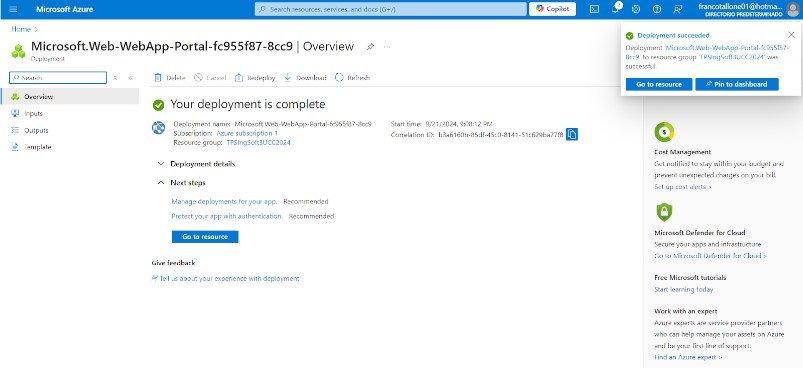 Microsoft Azure
Search resources, services, and docs (G+/)
Copilot
7
francotallone01@hotma...
DIRECTORIO PREDETERMINADO
Home >
Microsoft.Web-WebApp-Portal-fc955f87-8cc9 | Overview
Deployment
Search
Overview
Inputs
Outputs
Template
Delete
Cancel
Redeploy
Download
Refresh
Your deployment is complete
Deployment name: Microsoft.Web-WebApp-Portal-fc955f87-8cc9
Subscription: Azure subscription 1
Resource group: TPSIngSoft3UCC2024
Start time: 9/21/2024, 9:08:12 PM
Correlation ID: b3a6160b-85df-45c0-8141-51c629ba77f8
Deployment details
Next steps
Manage deployments for your app. Recommended
Protect your app with authentication. Recommended
Go to resource
Give feedback
Tell us about your experience with deployment
Deployment succeeded
Deployment 'Microsoft.Web-WebApp-Portal-fc955f87-
8cc9' to resource group 'TPSIngSoft3UCC2024' was
successful.
Go to resource
Pin to dashboard
Cost Management
Get notified to stay within your budget and
prevent unexpected charges on your bill.
Set up cost alerts >
Microsoft Defender for Cloud
Secure your apps and infrastructure
Go to Microsoft Defender for Cloud >
Free Microsoft tutorials
Start learning today
Work with an expert
Azure experts are service provider partners
who can help manage your assets on Azure
and be your first line of support.
Find an Azure expert >